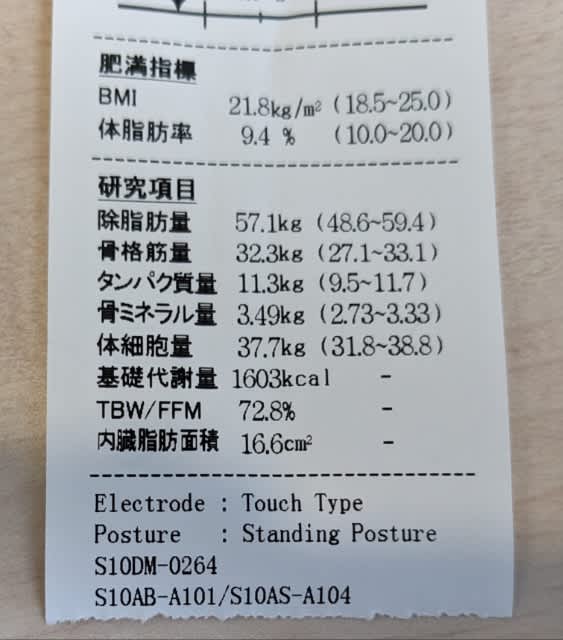 肥満指標
BMI 21.8kg/m² (18.5~25.0)
体脂肪率 9.4 % (10.0~20.0)
研究項目
除脂肪量 57.1kg (48.6~59.4)
骨格筋量 32.3kg (27.1~33.1)
タンパク質量 11.3kg (9.5~11.7)
骨ミネラル量 3.49kg (2.73~3.33)
体細胞量 37.7kg (31.8~38.8)
基礎代謝量 1603kcal -
TBW/FFM 72.8% -
内臓脂肪面積 16.6cm² -
Electrode : Touch Type
Posture : Standing Posture
S10DM-0264
S10AB-A101/S10AS-A104